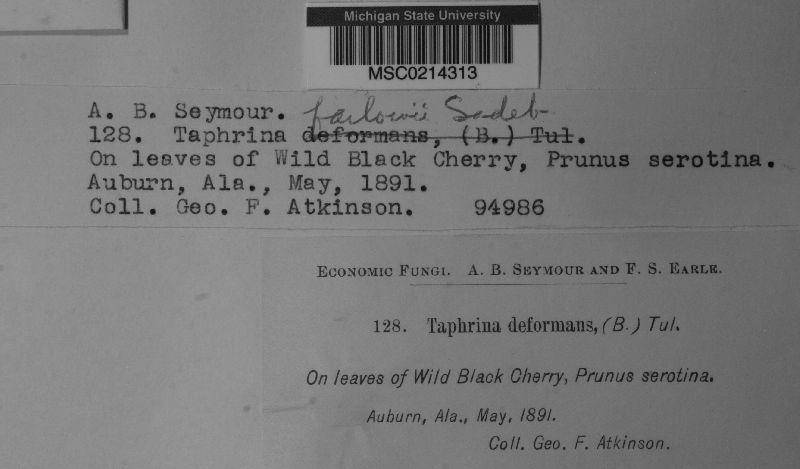 Michigan State University
MSC0214313
A. B. Seymour. farlowii Sadeb
128. Taphrina deformans, (B.) Tul.
On leaves of Wild Black Cherry, Prunus serotina.
Auburn, Ala., May, 1891.
Coll. Geo. F. Atkinson. 94986
Economic Fungi. A. B. Seymour and F. S. Earle.
128. Taphrina deformans, (B.) Tul.
On leaves of Wild Black Cherry, Prunus serotina.
Auburn, Ala., May, 1891.
Coll. Geo. F. Atkinson.